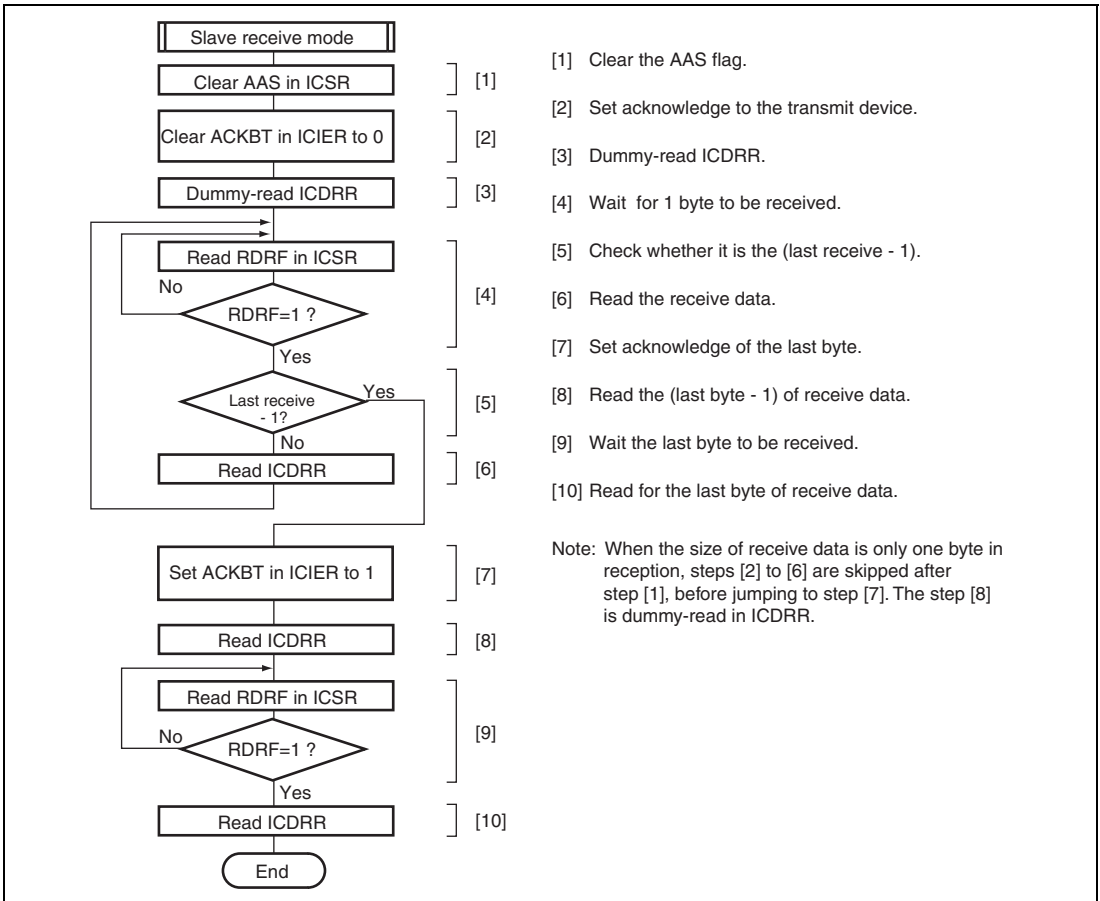 Slave receive mode
Clear AAS in ICSR
[1]
Clear ACKBT in ICIER to 0
[2]
Dummy-read ICDRR
[3]
Read RDRF in ICSR
No
RDRF=1 ?
[4]
Yes
Last receive
- 1?
Yes
[5]
No
Read ICDRR
[6]
Set ACKBT in ICIER to 1
[7]
Read ICDRR
[8]
Read RDRF in ICSR
No
RDRF=1 ?
[9]
Yes
Read ICDRR
[10]
End
[1] Clear the AAS flag.
[2] Set acknowledge to the transmit device.
[3] Dummy-read ICDRR.
[4] Wait for 1 byte to be received.
[5] Check whether it is the (last receive - 1).
[6] Read the receive data.
[7] Set acknowledge of the last byte.
[8] Read the (last byte - 1) of receive data.
[9] Wait the last byte to be received.
[10] Read for the last byte of receive data.
Note: When the size of receive data is only one byte in
reception, steps [2] to [6] are skipped after
step [1], before jumping to step [7]. The step [8]
is dummy-read in ICDRR.